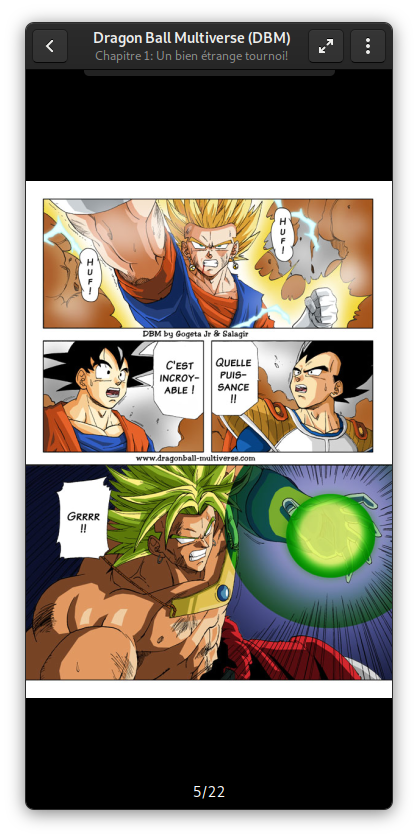 Dragon Ball Multiverse (DBM)
Chapitre 1: Un bien étrange tournoi!
HUF!
HUF!
DBM by Gogeta Jr & Salagir
C'EST
INCROY-
ABLE !
QUELLE
PUIS-
SANCE
!!
www.dragonball-multiverse.com
GRRRR
!!
5/22